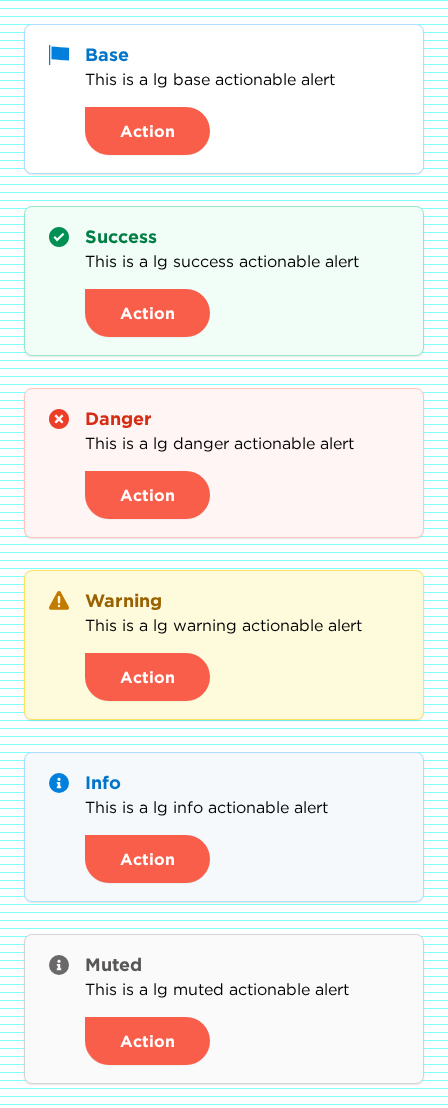 Base
This is a lg base actionable alert
Action
Success
This is a lg success actionable alert
Action
Danger
This is a lg danger actionable alert
Action
Warning
This is a lg warning actionable alert
Action
Info
This is a lg info actionable alert
Action
Muted
This is a lg muted actionable alert
Action